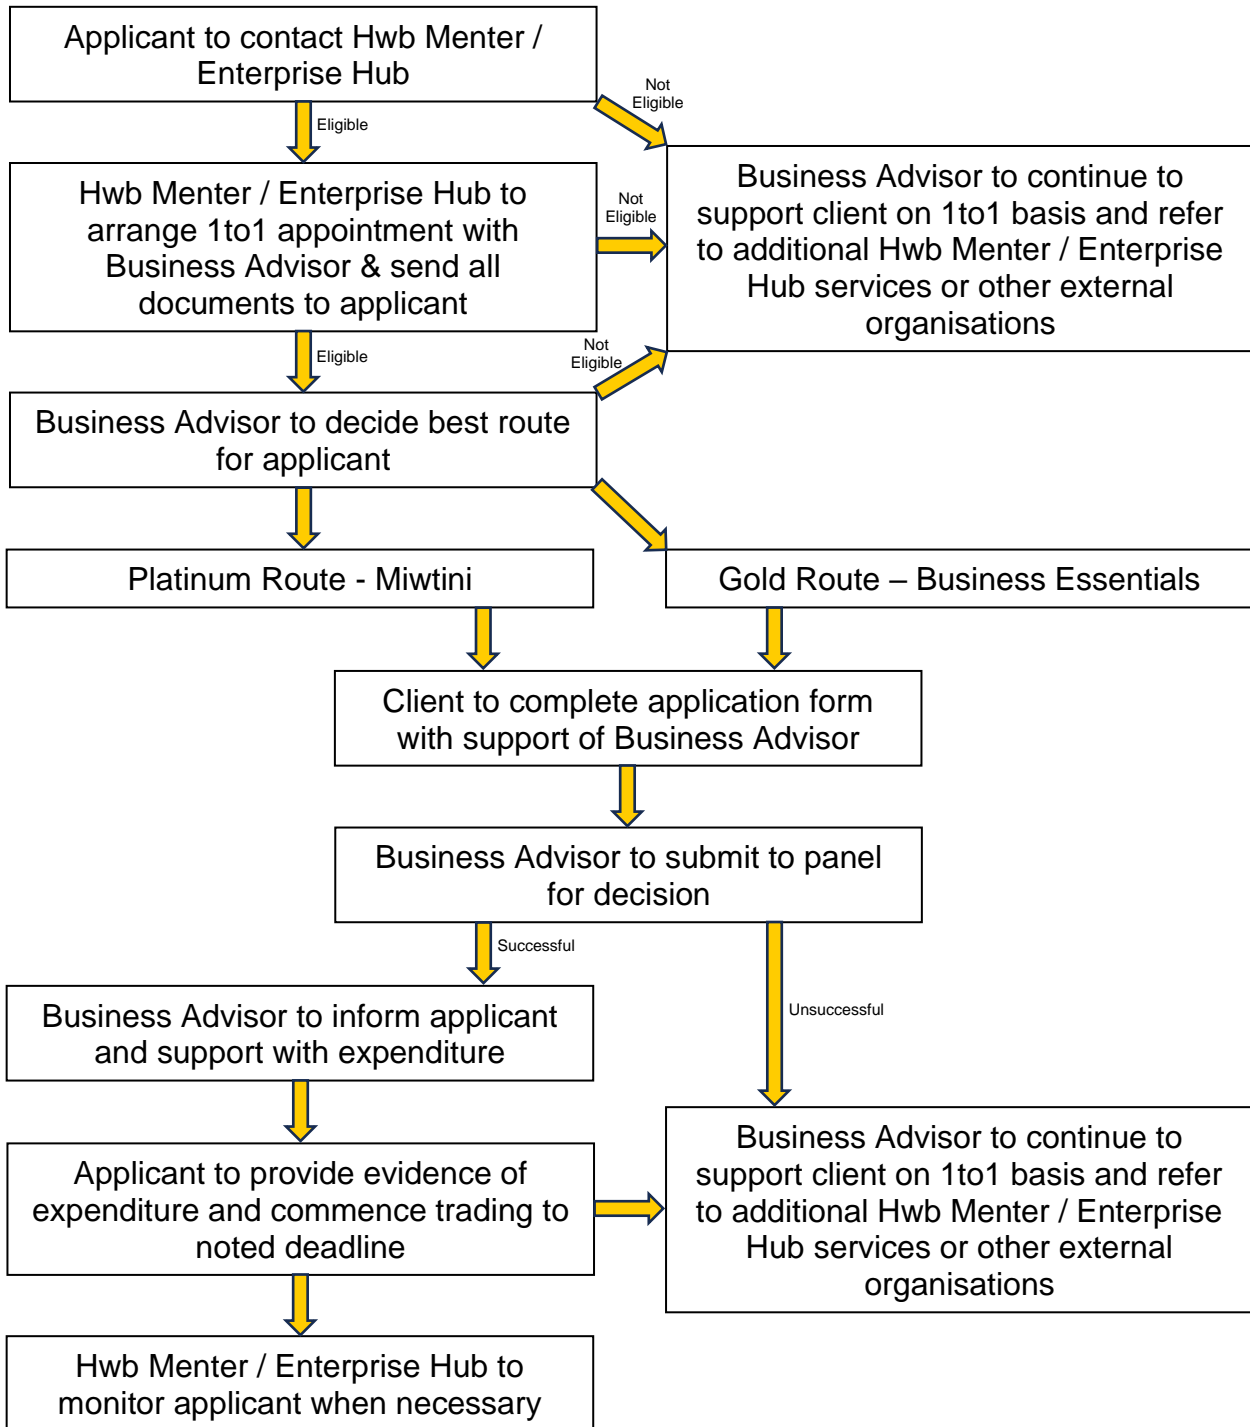 Applicant to contact Hwb Menter /
Enterprise Hub
Not
Eligible
Eligible
Hwb Menter / Enterprise Hub to
arrange 1to1 appointment with
Business Advisor & send all
documents to applicant
Not
Eligible
Business Advisor to continue to
support client on 1to1 basis and refer
to additional Hwb Menter / Enterprise
Hub services or other external
organisations
Eligible
Not
Eligible
Business Advisor to decide best route
for applicant
Platinum Route - Miwtini
Gold Route – Business Essentials
Client to complete application form
with support of Business Advisor
Business Advisor to submit to panel
for decision
Successful
Unsuccessful
Business Advisor to inform applicant
and support with expenditure
Applicant to provide evidence of
expenditure and commence trading to
noted deadline
Business Advisor to continue to
support client on 1to1 basis and refer
to additional Hwb Menter / Enterprise
Hub services or other external
organisations
Hwb Menter / Enterprise Hub to
monitor applicant when necessary